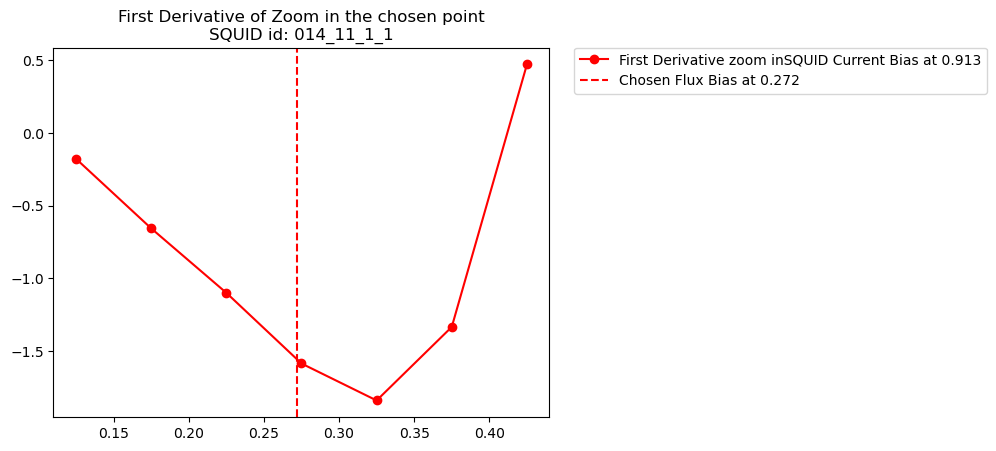 First Derivative of Zoom in the chosen point
SQUID id: 014_11_1_1
First Derivative zoom inSQUID Current Bias at 0.913
Chosen Flux Bias at 0.272
0.5
0.0
−0.5
−1.0
−1.5
0.15 0.20 0.25 0.30 0.35 0.40